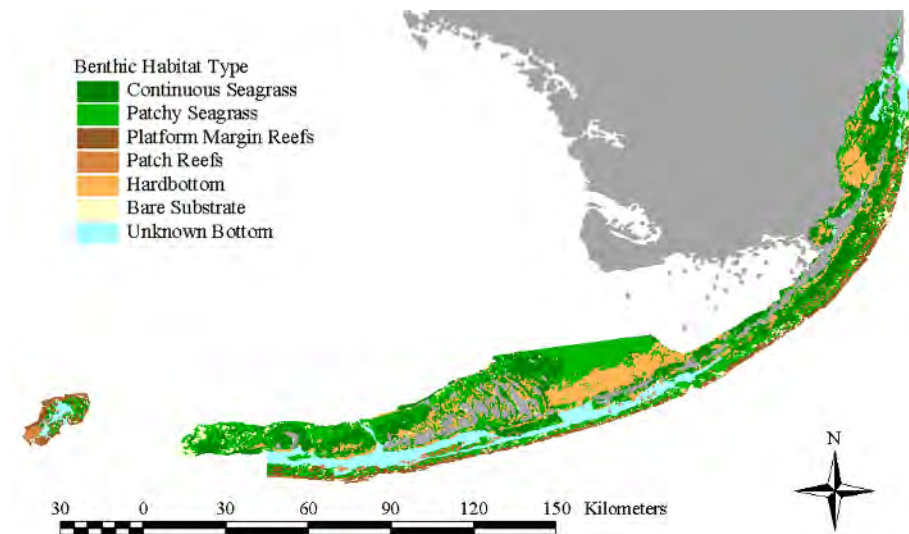 Benthic Habitat Type
Continuous Seagrass
Patchy Seagrass
Platform Margin Reefs
Patch Reefs
Hardbottom
Bare Substrate
Unknown Bottom
N
30 0 30 60 90 120 150 Kilometers